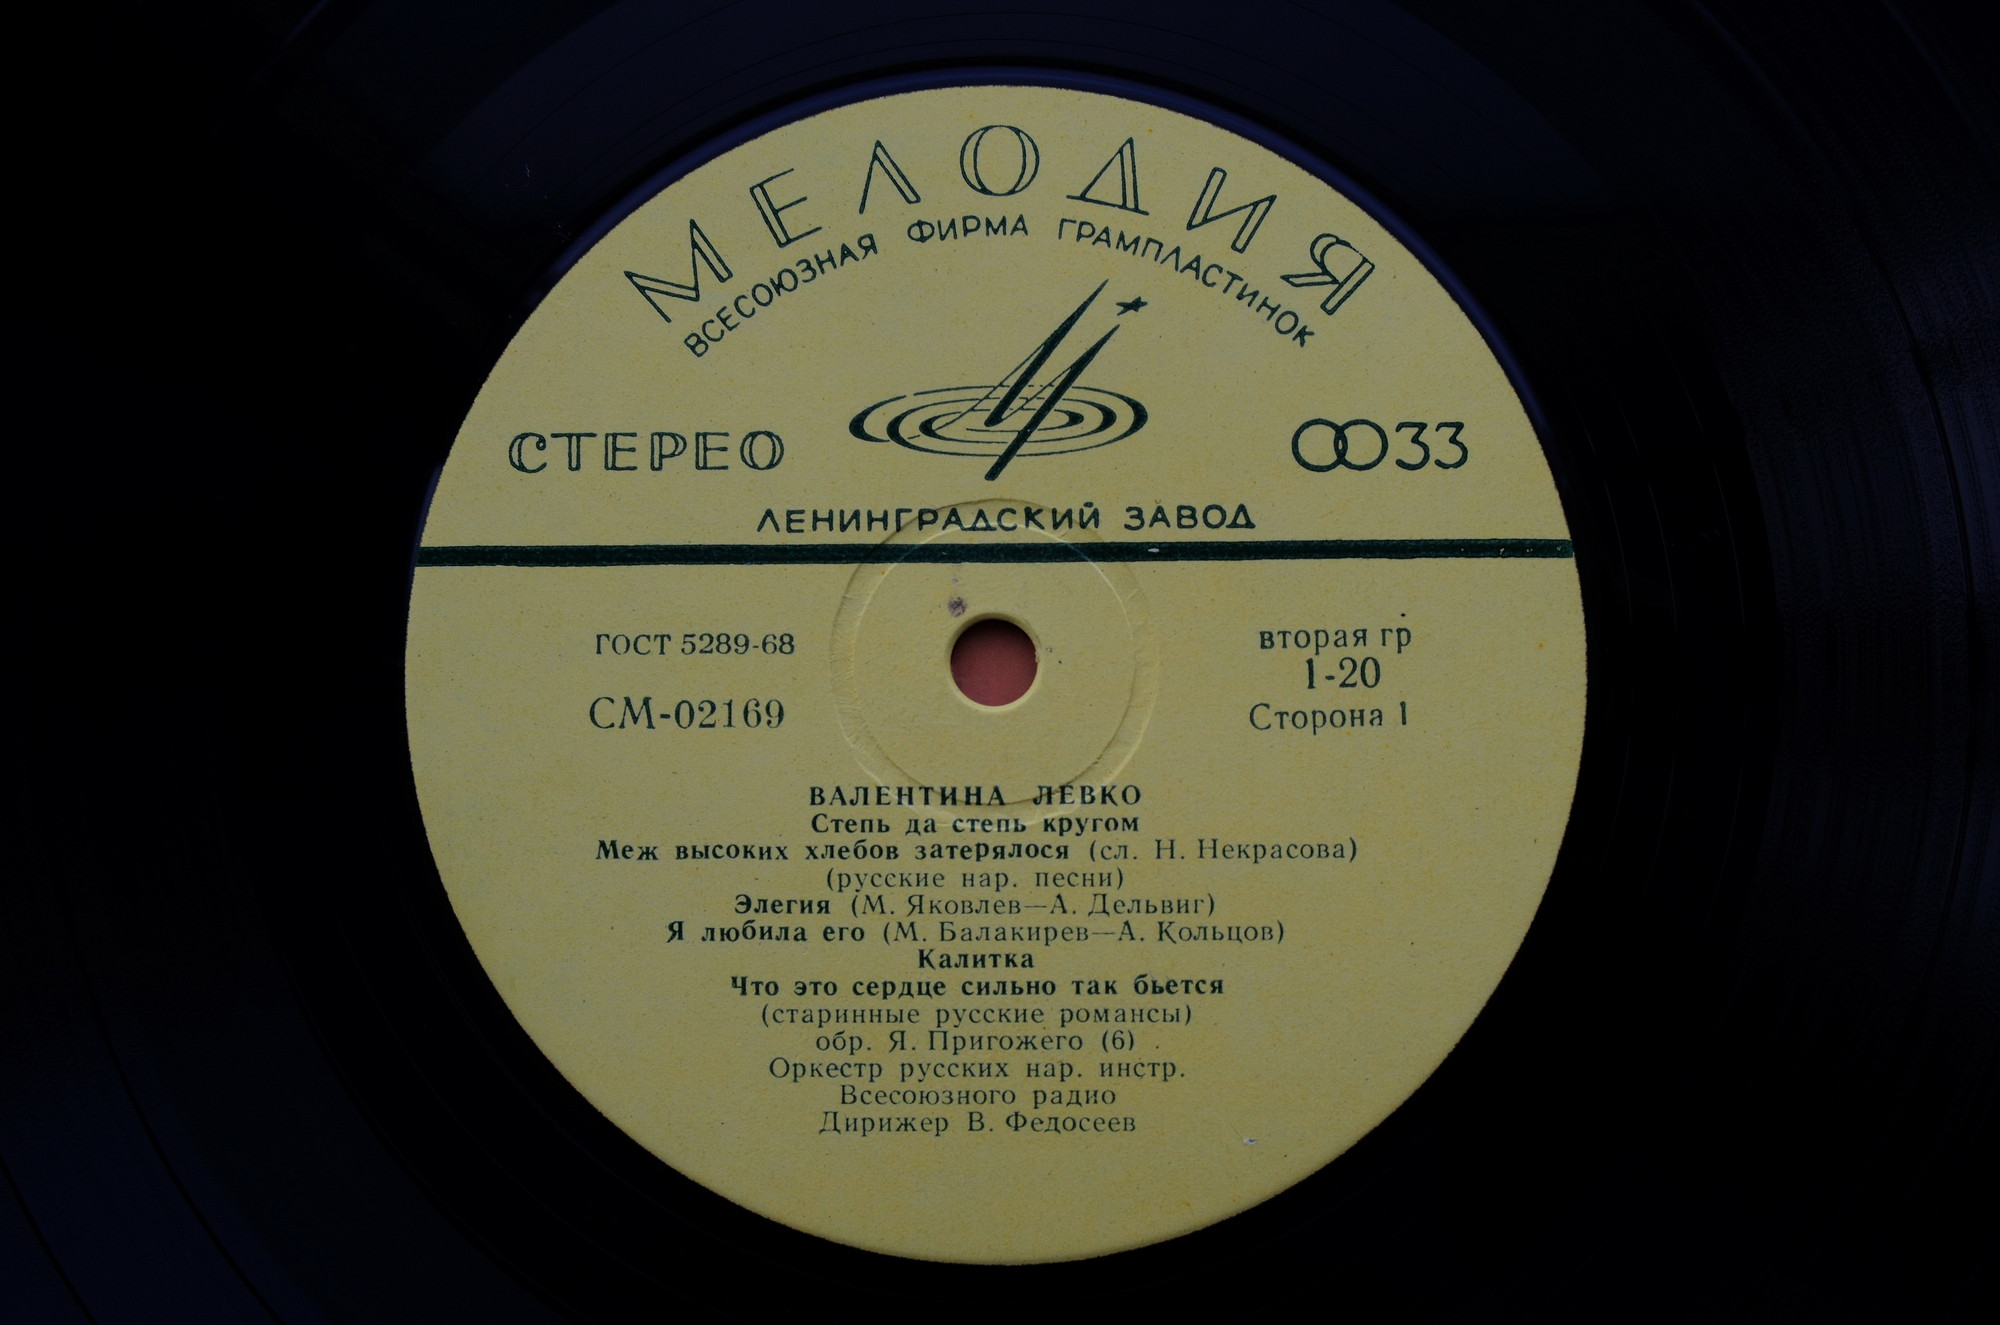 МЕЛОДИЯ
ВСЕСОЮЗНАЯ ФИРМА ГРАМПЛАСТИНОК
СТЕРЕО
33
ЛЕНИНГРАДСКИЙ ЗАВОД
ГОСТ 5289-68
СМ-02169
вторая гр
1-20
Сторона 1
ВАЛЕНТИНА ЛЕВКО
Степь да степь кругом
Меж высоких хлебов затерялося (сл. Н. Некрасова)
(русские нар. песни)
Элегия (М. Яковлев—А. Дельвиг)
Я любила его (М. Балакирев—А. Кольцов)
Калитка
Что это сердце сильно так бьется
(старинные русские романсы)
обр. Я. Пригожего (6)
Оркестр русских нар. инстр.
Всесоюзного радио
Дирижер В. Федосеев